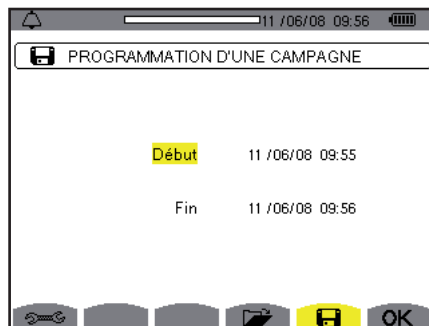 11 /06/08 09:56
PROGRAMMATION D'UNE CAMPAGNE
Début 11 /06/08 09:55
Fin 11 /06/08 09:56
OK